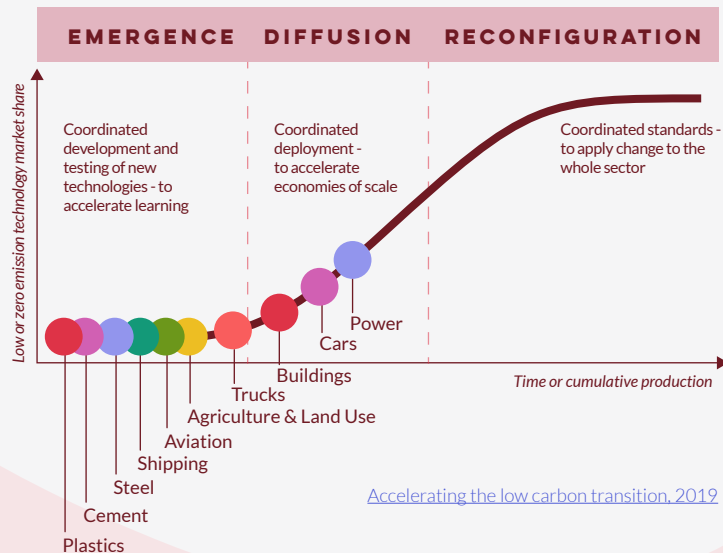 EMERGENCE
DIFFUSION
RECONFIGURATION
Low or zero emission technology market share
Coordinated
development and
testing of new
technologies - to
accelerate learning
Coordinated
deployment -
to accelerate
economies of scale
Coordinated standards -
to apply change to the
whole sector
Power
Cars
Buildings
Trucks
Agriculture & Land Use
Aviation
Shipping
Steel
Cement
Plastics
Time or cumulative production
Accelerating the low carbon transition, 2019